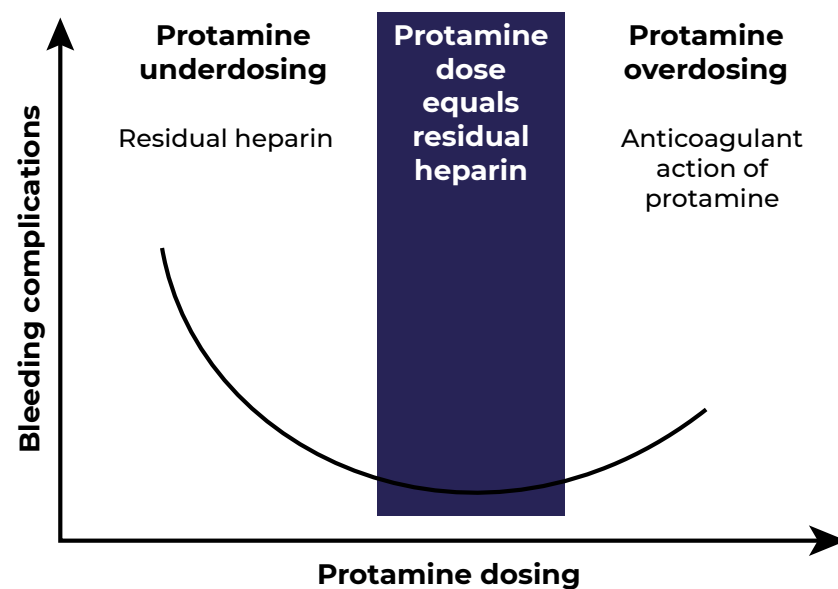 Protamine
underdosing
Residual heparin
Protamine
dose
equals
residual
heparin
Protamine
overdosing
Anticoagulant
action of
protamine
Bleeding complications
Protamine dosing